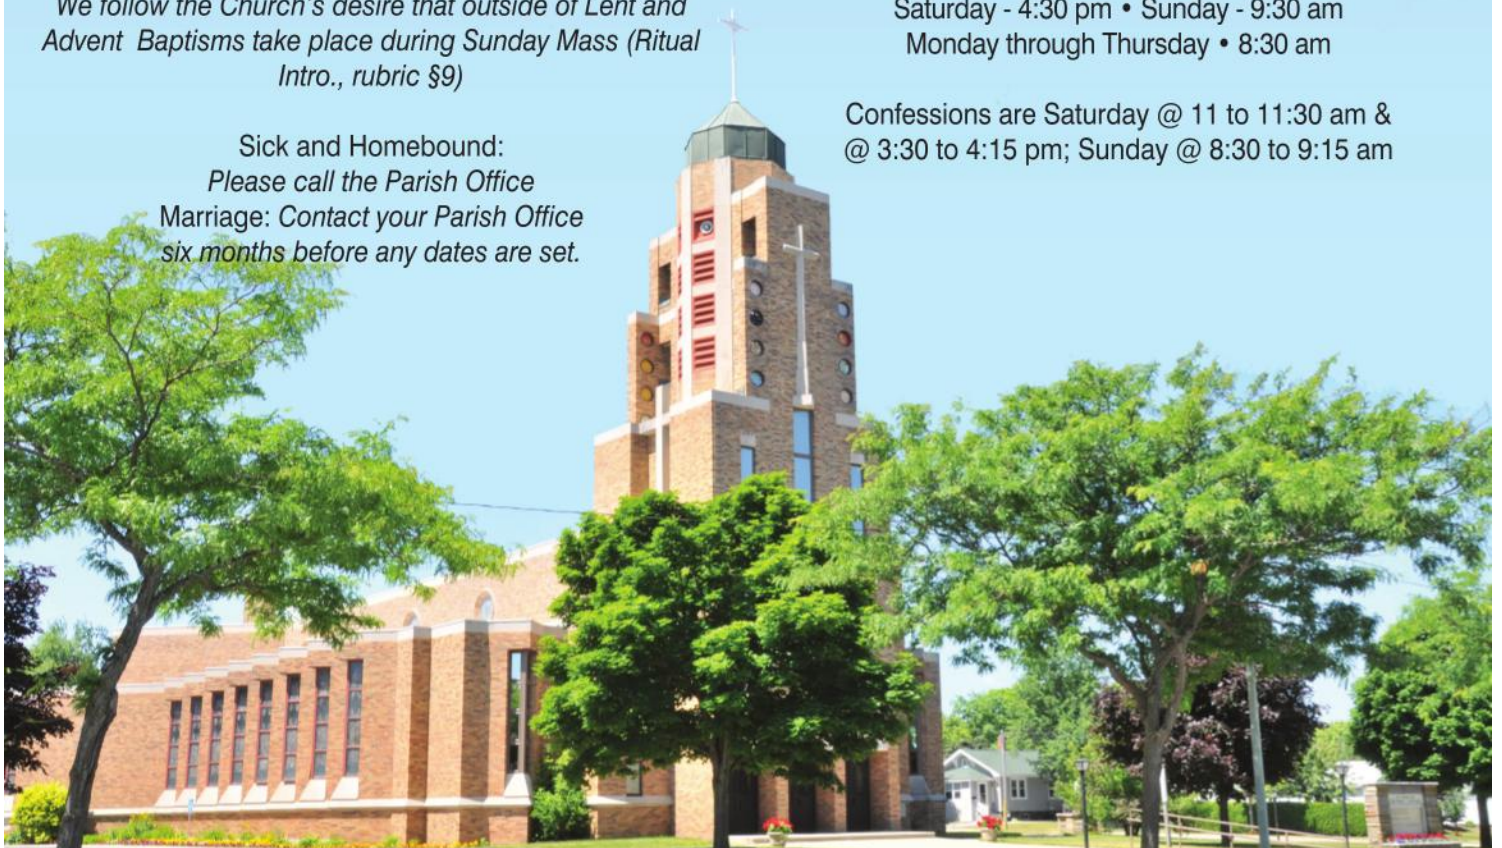 We follow the Church's desire that outside of Lent and
Advent Baptisms take place during Sunday Mass (Ritual
Intro., rubric §9)
Sick and Homebound:
Please call the Parish Office
Marriage: Contact your Parish Office
six months before any dates are set.
Saturday - 4:30 pm • Sunday - 9:30 am
Monday through Thursday • 8:30 am
Confessions are Saturday @ 11 to 11:30 am &
@ 3:30 to 4:15 pm; Sunday @ 8:30 to 9:15 am